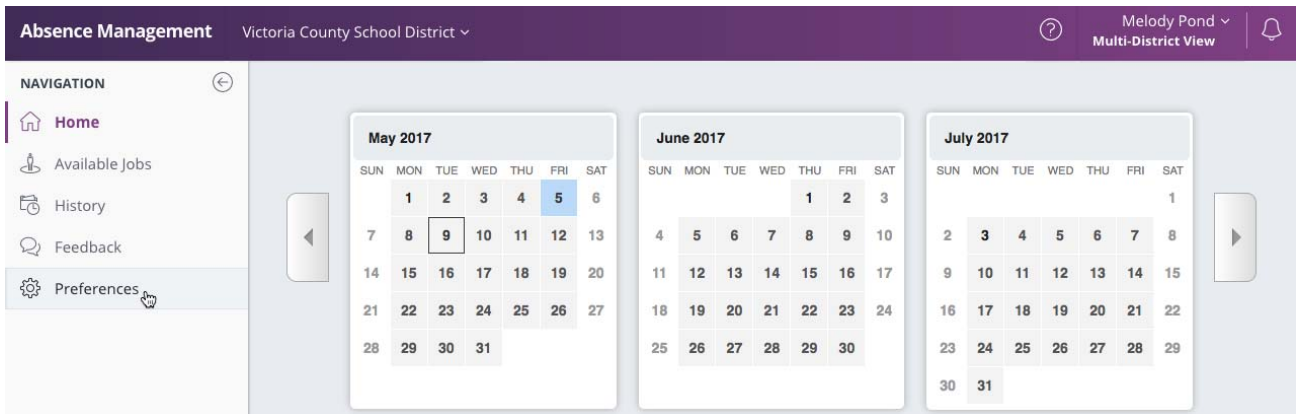 Absence Management Victoria County School District
Melody Pond
Multi-District View
NAVIGATION
Home
Available Jobs
History
Feedback
Preferences
May 2017
SUN MON TUE WED THU FRI SAT
1 2 3 4 5 6
7 8 9 10 11 12 13
14 15 16 17 18 19 20
21 22 23 24 25 26 27
28 29 30 31
June 2017
SUN MON TUE WED THU FRI SAT
1 2 3
4 5 6 7 8 9 10
11 12 13 14 15 16 17
18 19 20 21 22 23 24
25 26 27 28 29 30
July 2017
SUN MON TUE WED THU FRI SAT
1
2 3 4 5 6 7 8
9 10 11 12 13 14 15
16 17 18 19 20 21 22
23 24 25 26 27 28 29
30 31